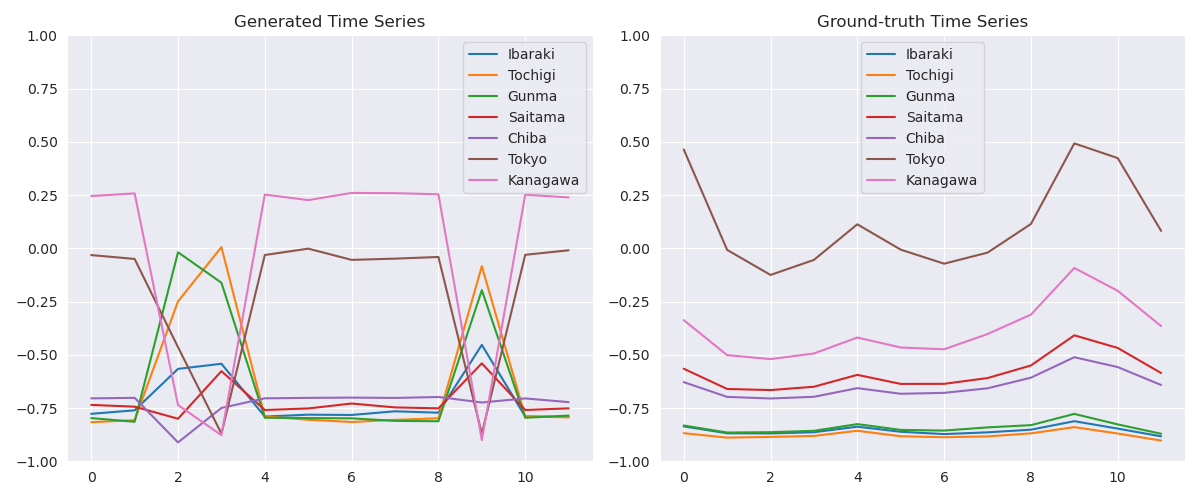 Generated Time Series
1.00
0.75
0.50
0.25
0.00
−0.25
−0.50
−0.75
−1.00
0 2 4 6 8 10
Ibaraki
Tochigi
Gunma
Saitama
Chiba
Tokyo
Kanagawa
Ground-truth Time Series
1.00
0.75
0.50
0.25
0.00
−0.25
−0.50
−0.75
−1.00
0 2 4 6 8 10
Ibaraki
Tochigi
Gunma
Saitama
Chiba
Tokyo
Kanagawa